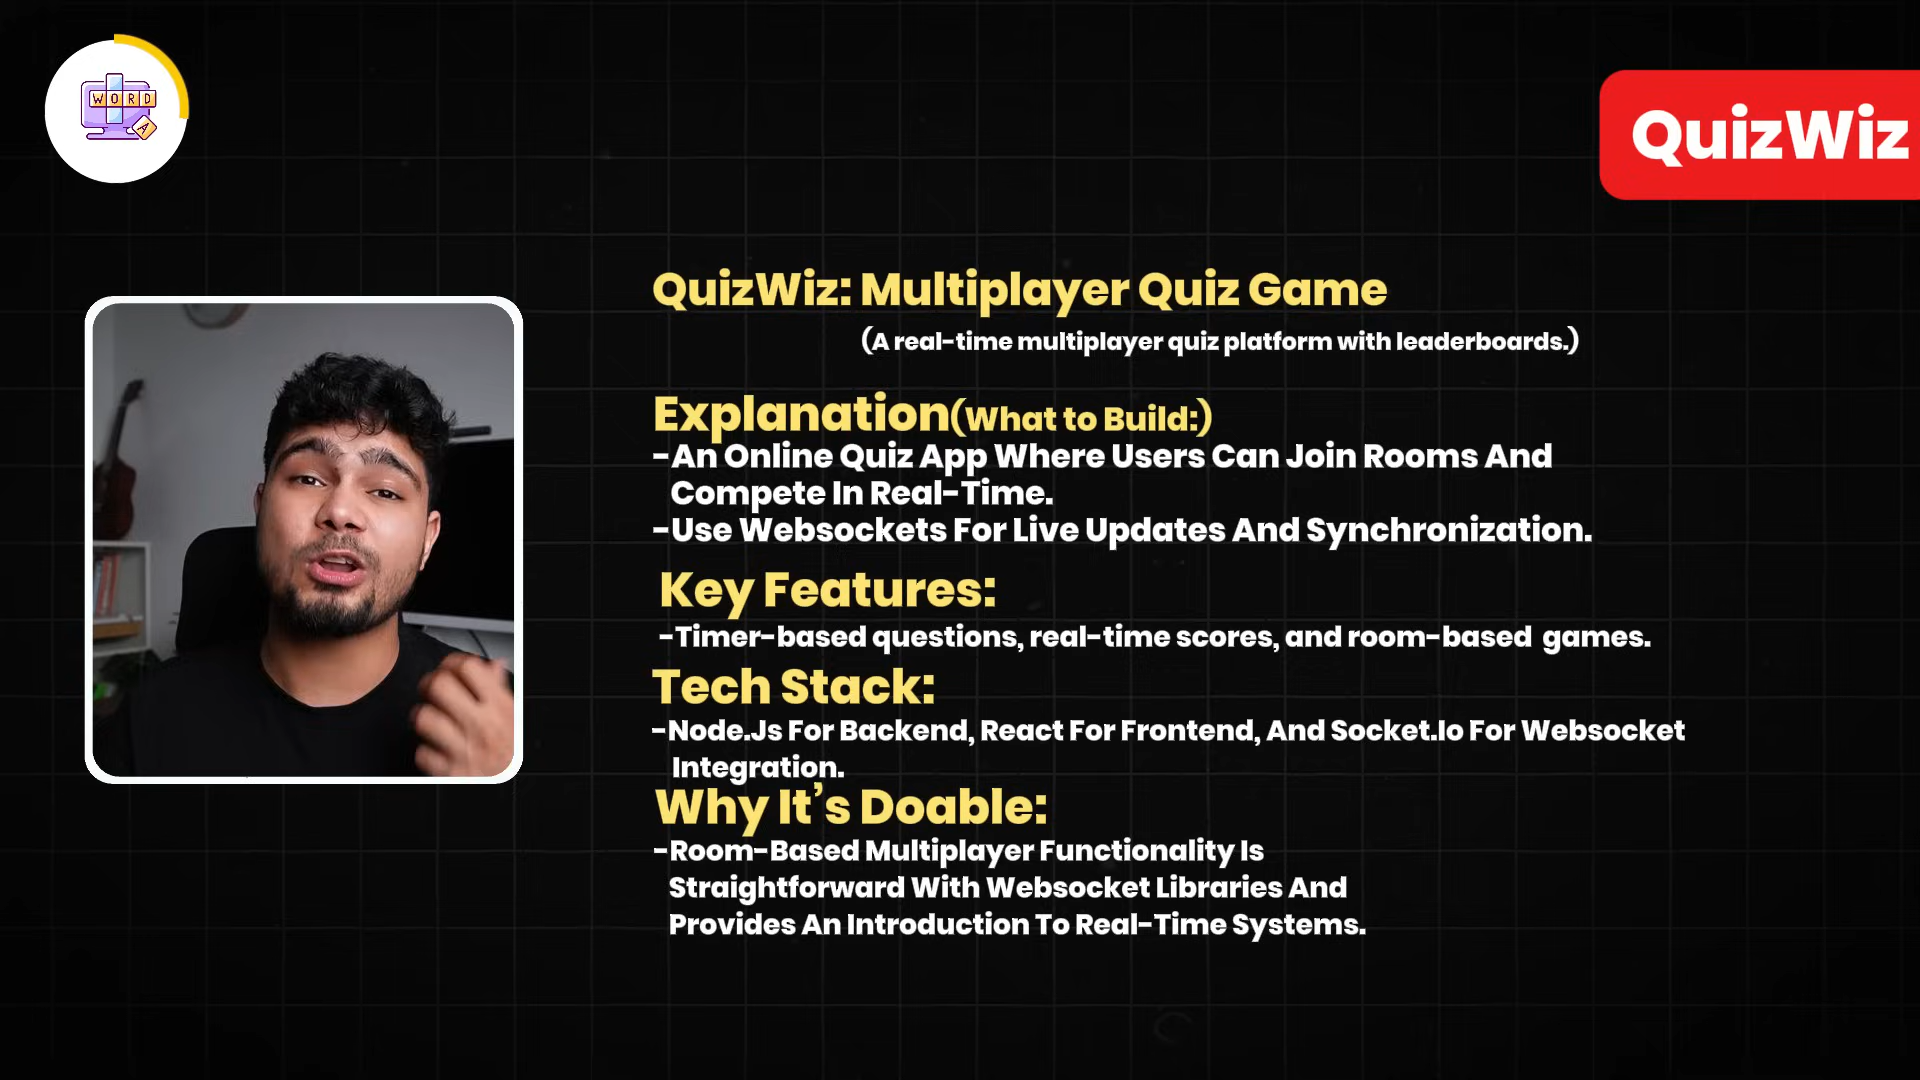 WORD
A
QuizWiz
QuizWiz: Multiplayer Quiz Game
(A real-time multiplayer quiz platform with leaderboards.)
Explanation(What to Build:)
-An Online Quiz App Where Users Can Join Rooms And
Compete In Real-Time.
-Use Websockets For Live Updates And Synchronization.
Key Features:
-Timer-based questions, real-time scores, and room-based games.
Tech Stack:
-Node.Js For Backend, React For Frontend, And Socket.Io For Websocket
Integration.
Why It's Doable:
-Room-Based Multiplayer Functionality Is
Straightforward With Websocket Libraries And
Provides An Introduction To Real-Time Systems.